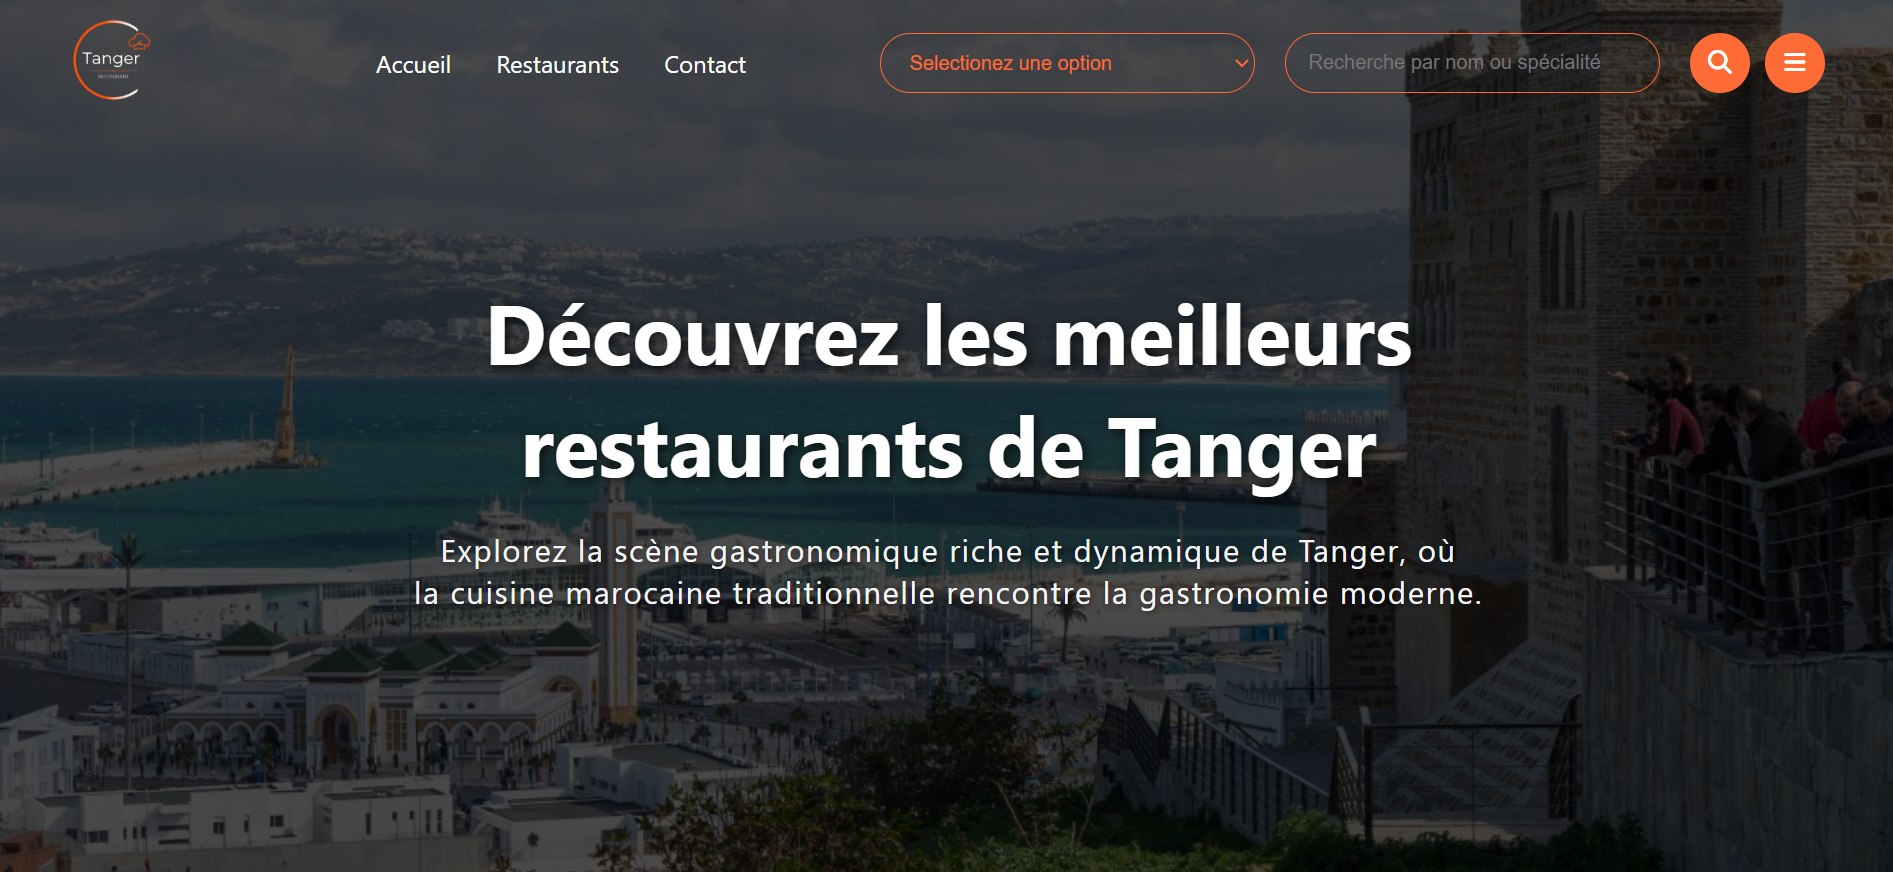 Tanger
RESTAURANT
Accueil
Restaurants
Contact
Selectionez une option
Recherche par nom ou spécialité
Découvrez les meilleurs
restaurants de Tanger
Explorez la scène gastronomique riche et dynamique de Tanger, où
la cuisine marocaine traditionnelle rencontre la gastronomie moderne.